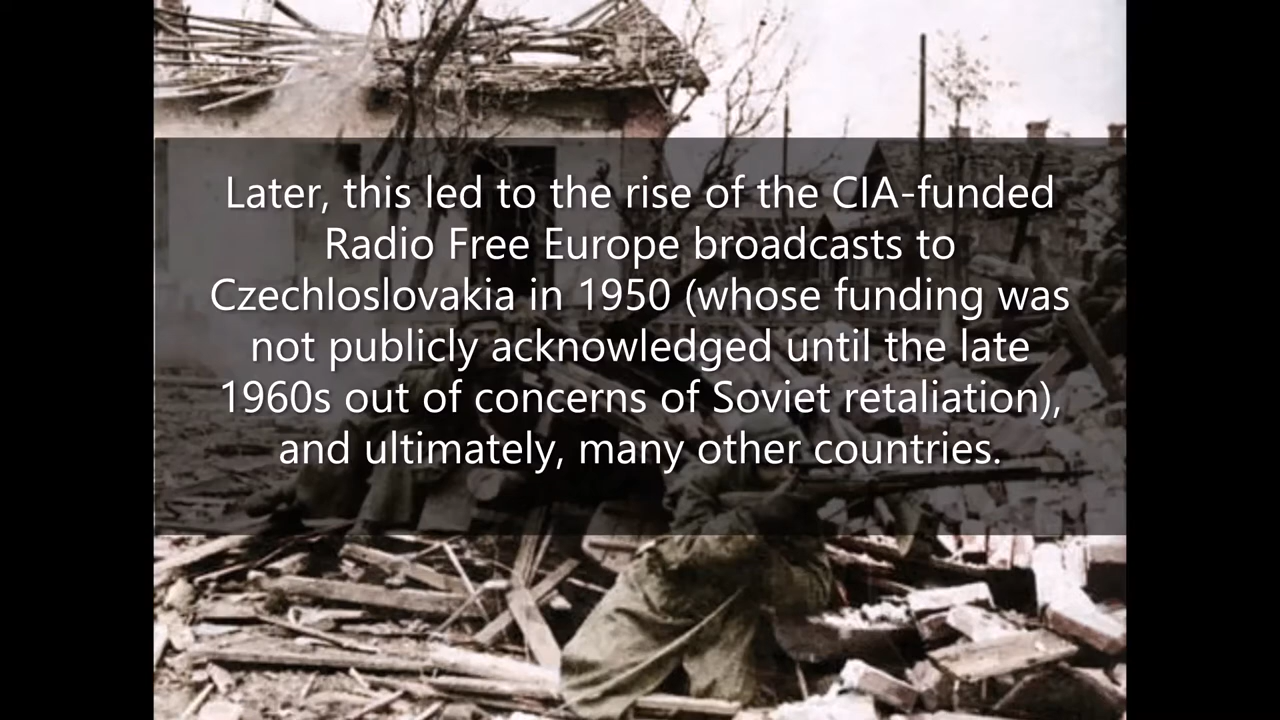 Later, this led to the rise of the CIA-funded
Radio Free Europe broadcasts to
Czechloslovakia in 1950 (whose funding was
not publicly acknowledged until the late
1960s out of concerns of Soviet retaliation),
and ultimately, many other countries.